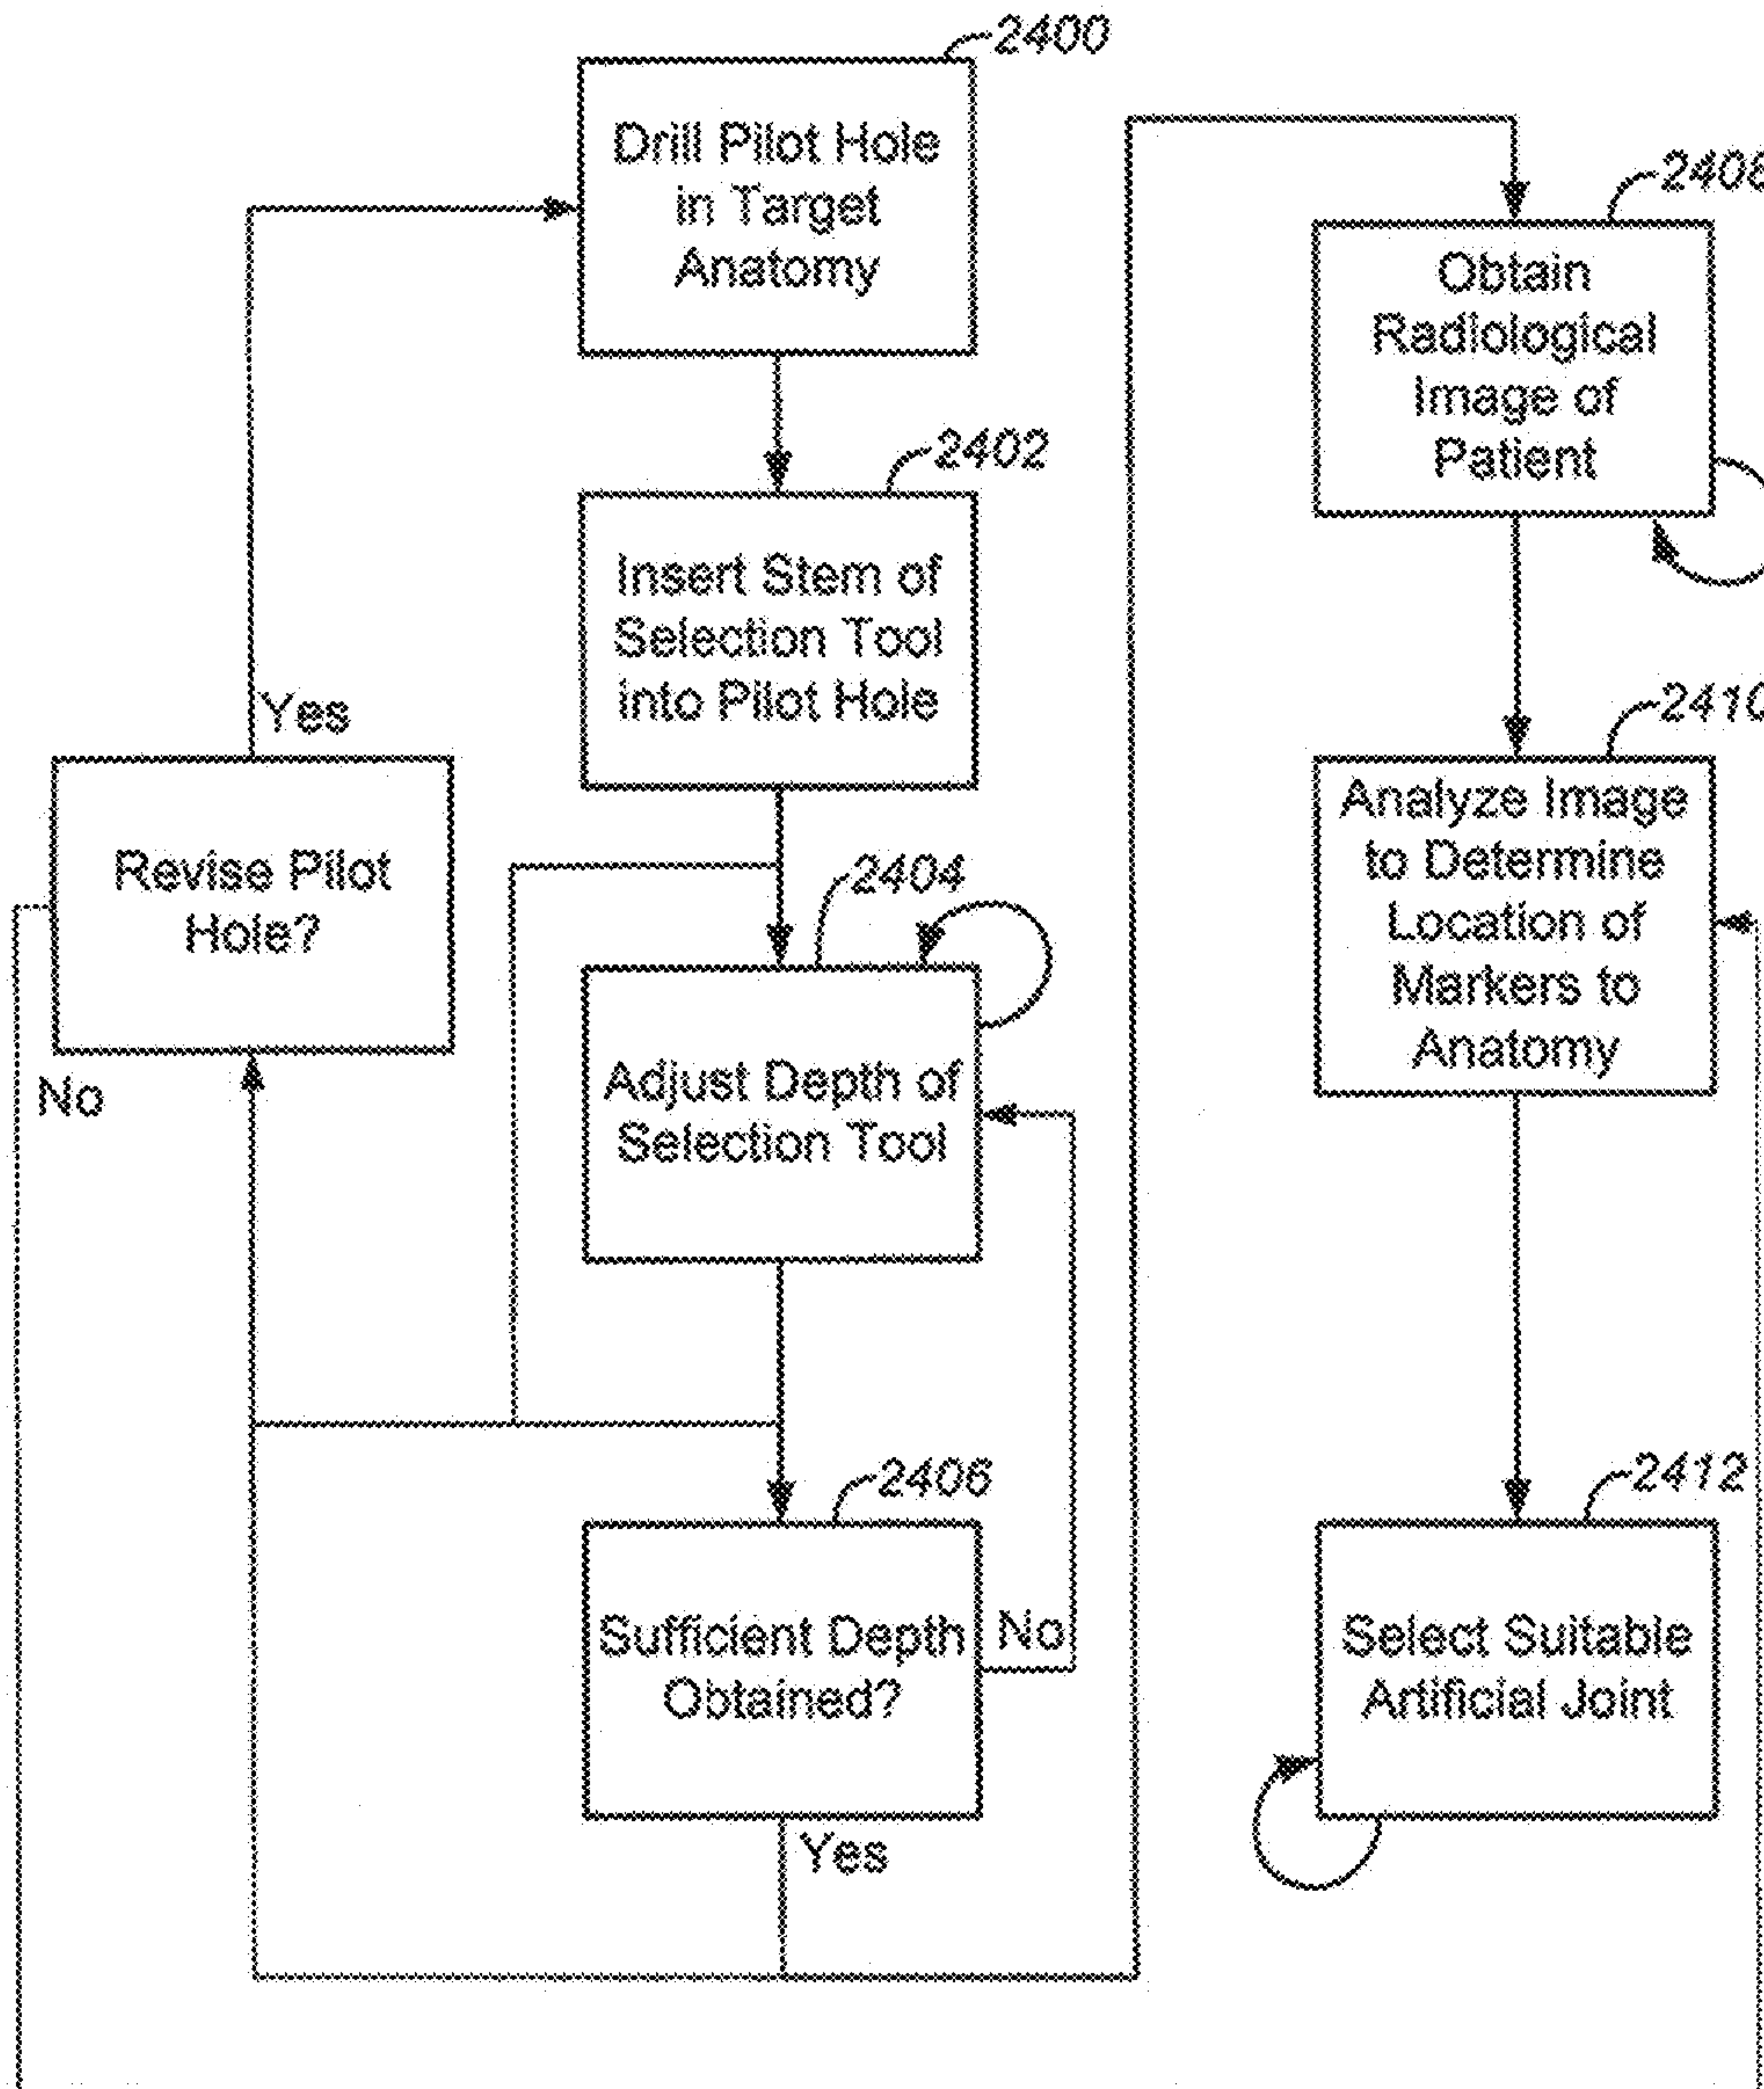 2400
Drill Pilot Hole
in Target
Anatomy
2402
Insert Stem of
Selection Tool
into Pilot Hole
Yes
Revise Pilot
Hole?
No
2404
Adjust Depth of
Selection Tool
2406
Sufficient Depth
Obtained?
No
Yes
2408
Obtain
Radiological
Image of
Patient
2410
Analyze Image
to Determine
Location of
Markers to
Anatomy
2412
Select Suitable
Artificial Joint